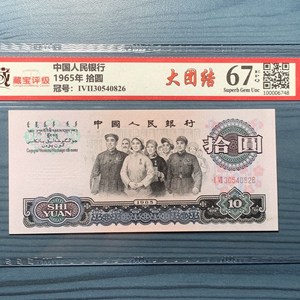 藏宝评级
中国人民银行
1965年 拾圆
冠号: IVII30540826
大团结
67 EPQ
Superb Gem Unc
100006748
中国人民银行
拾圆
IVII30540826
SHI
YUAN
1965
10